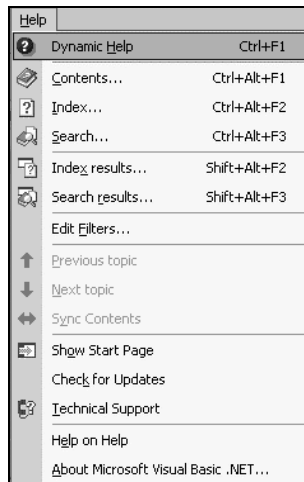 Help
Dynamic Help Ctrl+F1
Contents... Ctrl+Alt+F1
Index... Ctrl+Alt+F2
Search... Ctrl+Alt+F3
Index results... Shift+Alt+F2
Search results... Shift+Alt+F3
Edit Filters...
Previous topic
Next topic
Sync Contents
Show Start Page
Check for Updates
Technical Support
Help on Help
About Microsoft Visual Basic .NET...